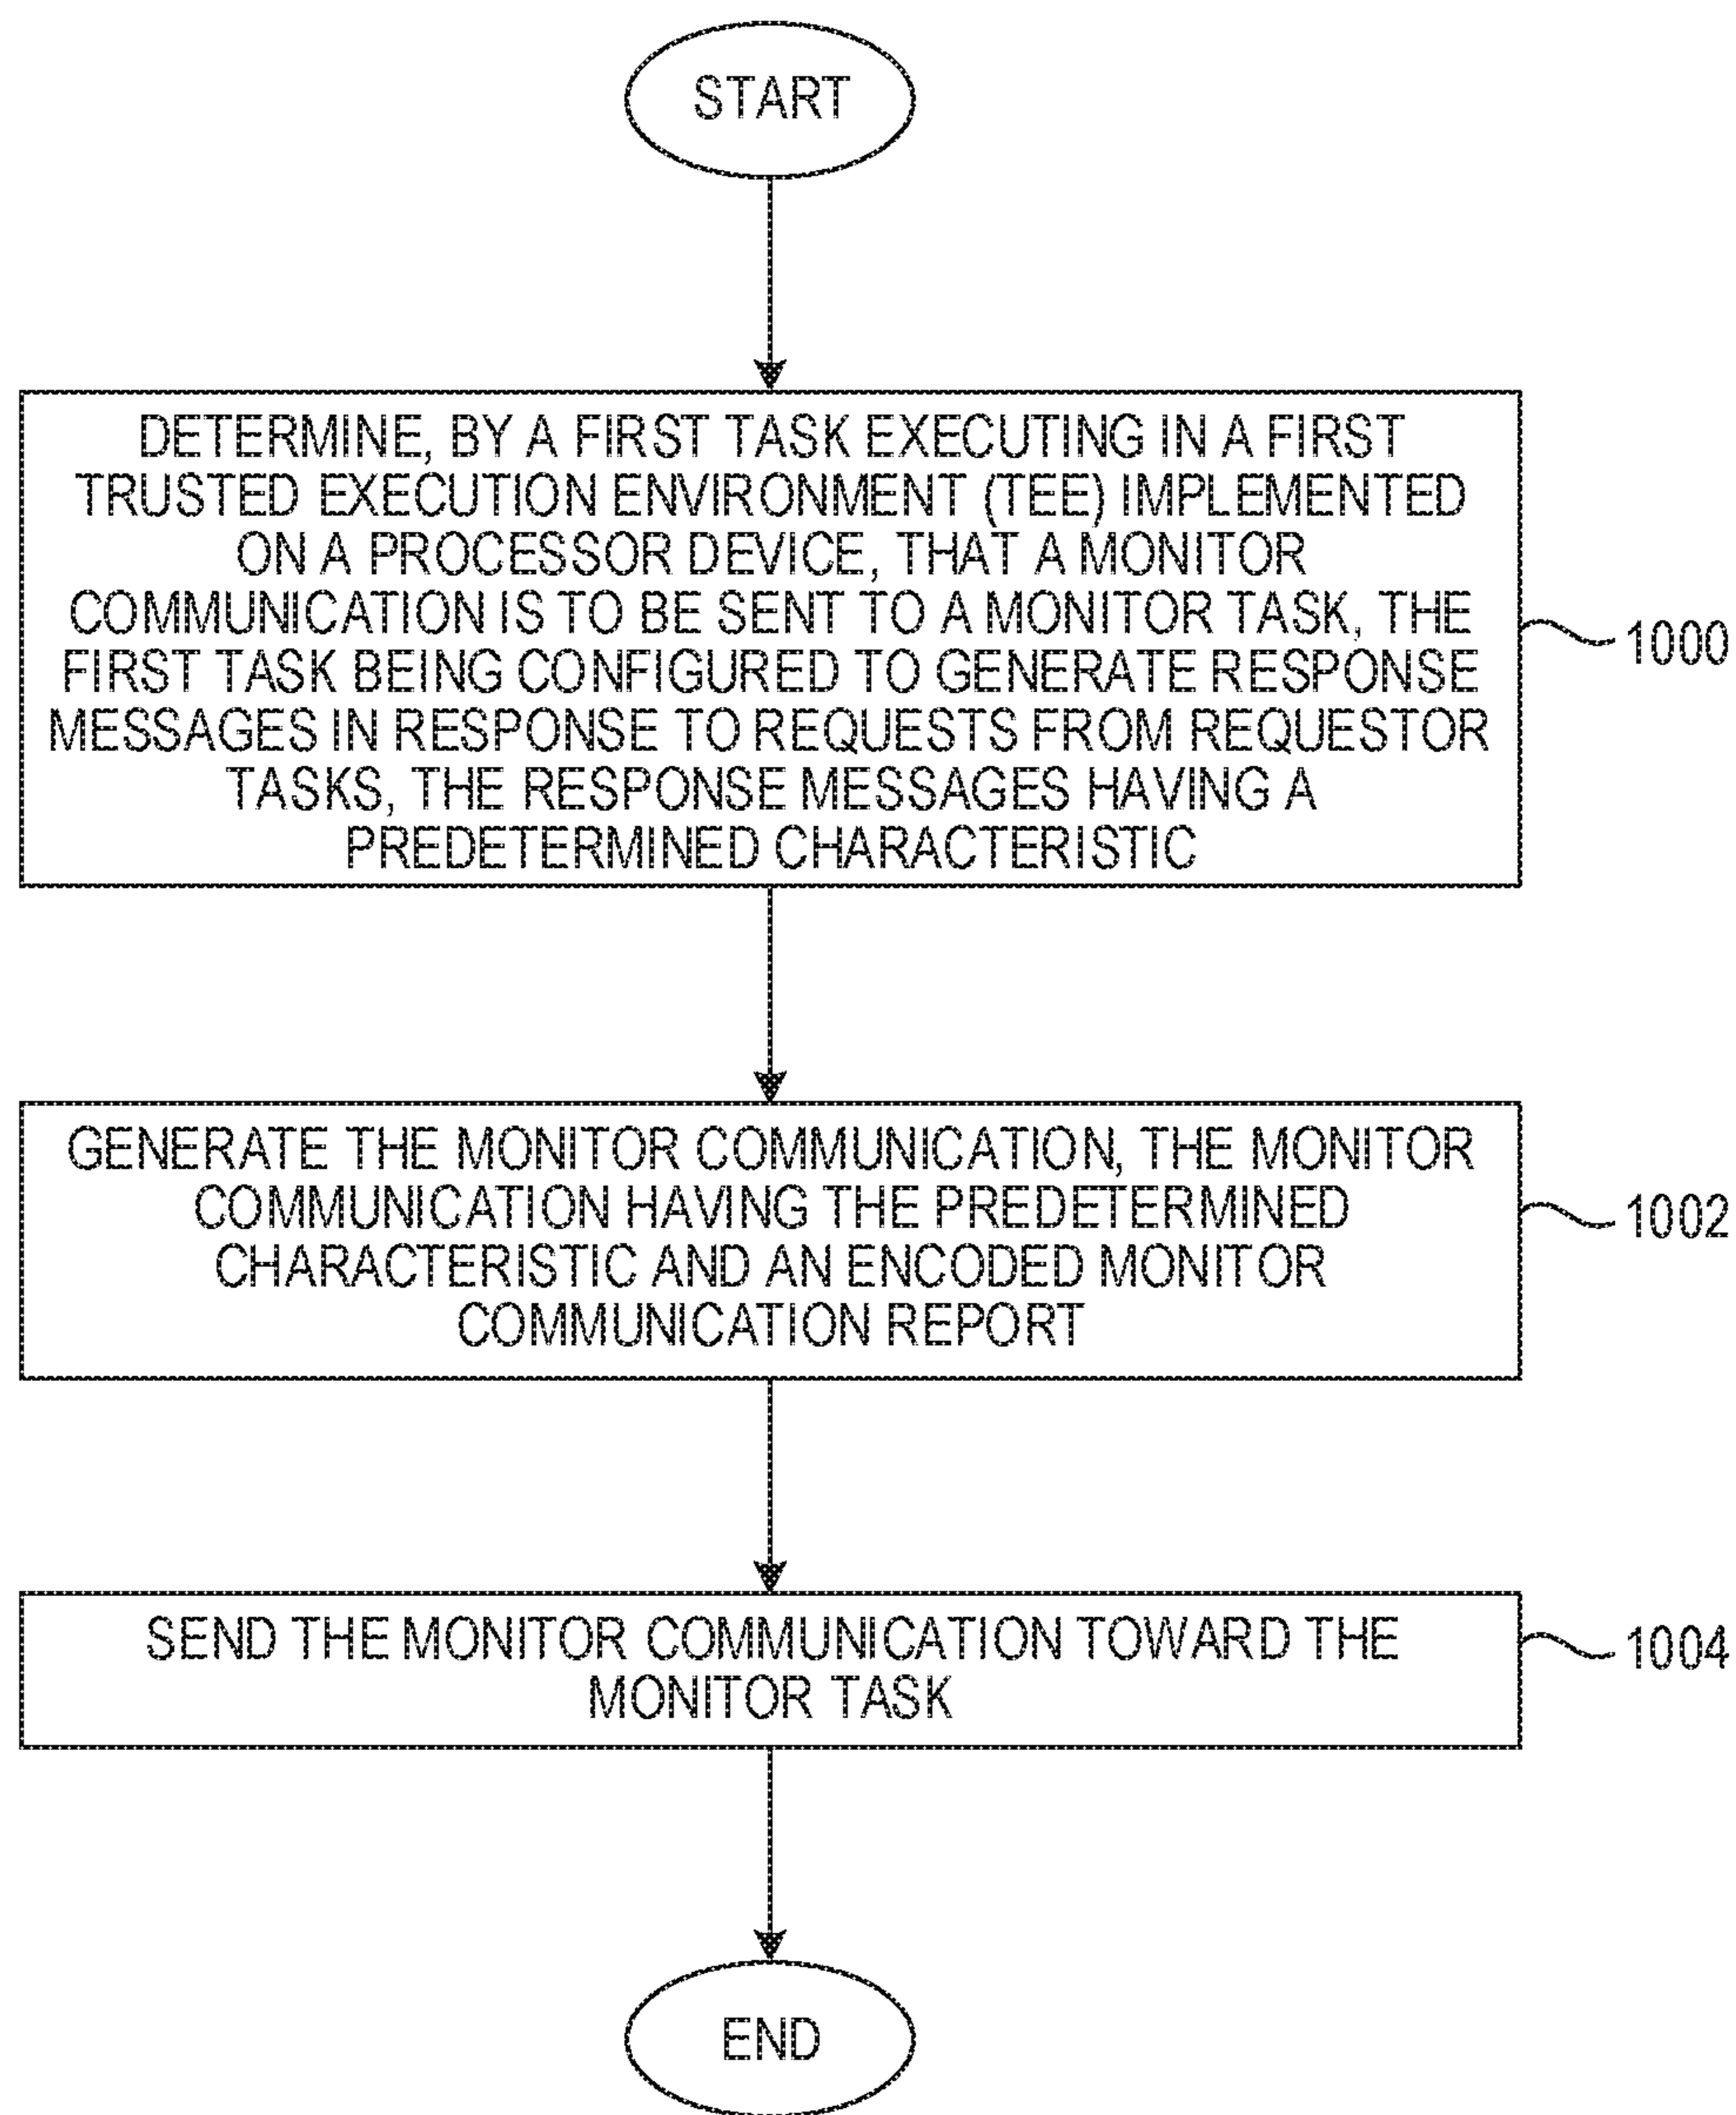 START
DETERMINE, BY A FIRST TASK EXECUTING IN A FIRST
TRUSTED EXECUTION ENVIRONMENT (TEE) IMPLEMENTED
ON A PROCESSOR DEVICE, THAT A MONITOR
COMMUNICATION IS TO BE SENT TO A MONITOR TASK, THE
FIRST TASK BEING CONFIGURED TO GENERATE RESPONSE
MESSAGES IN RESPONSE TO REQUESTS FROM REQUESTOR
TASKS, THE RESPONSE MESSAGES HAVING A
PREDETERMINED CHARACTERISTIC
1000
GENERATE THE MONITOR COMMUNICATION, THE MONITOR
COMMUNICATION HAVING THE PREDETERMINED
CHARACTERISTIC AND AN ENCODED MONITOR
COMMUNICATION REPORT
1002
SEND THE MONITOR COMMUNICATION TOWARD THE
MONITOR TASK
1004
END